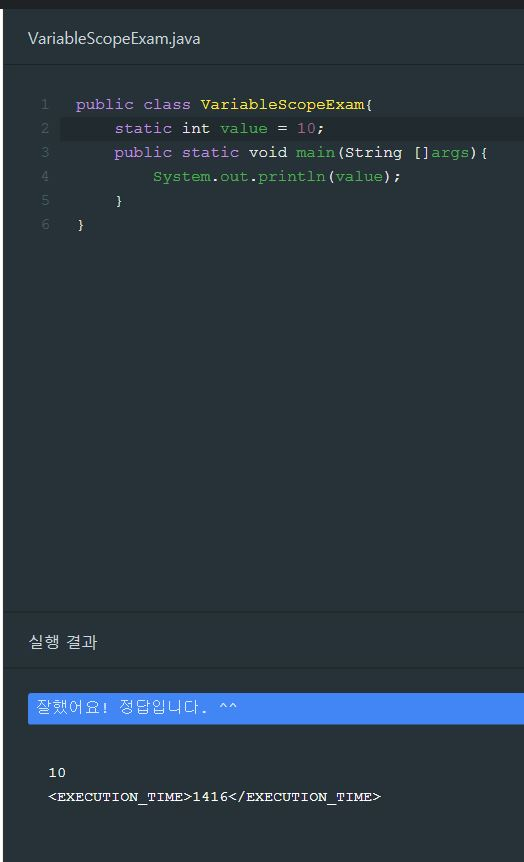 VariableScopeExam.java
1 public class VariableScopeExam{
2 static int value = 10;
3 public static void main(String []args){
4 System.out.println(value);
5 }
6 }
실행 결과
잘했어요! 정답입니다. ^^
10
<EXECUTION_TIME>1416</EXECUTION_TIME>